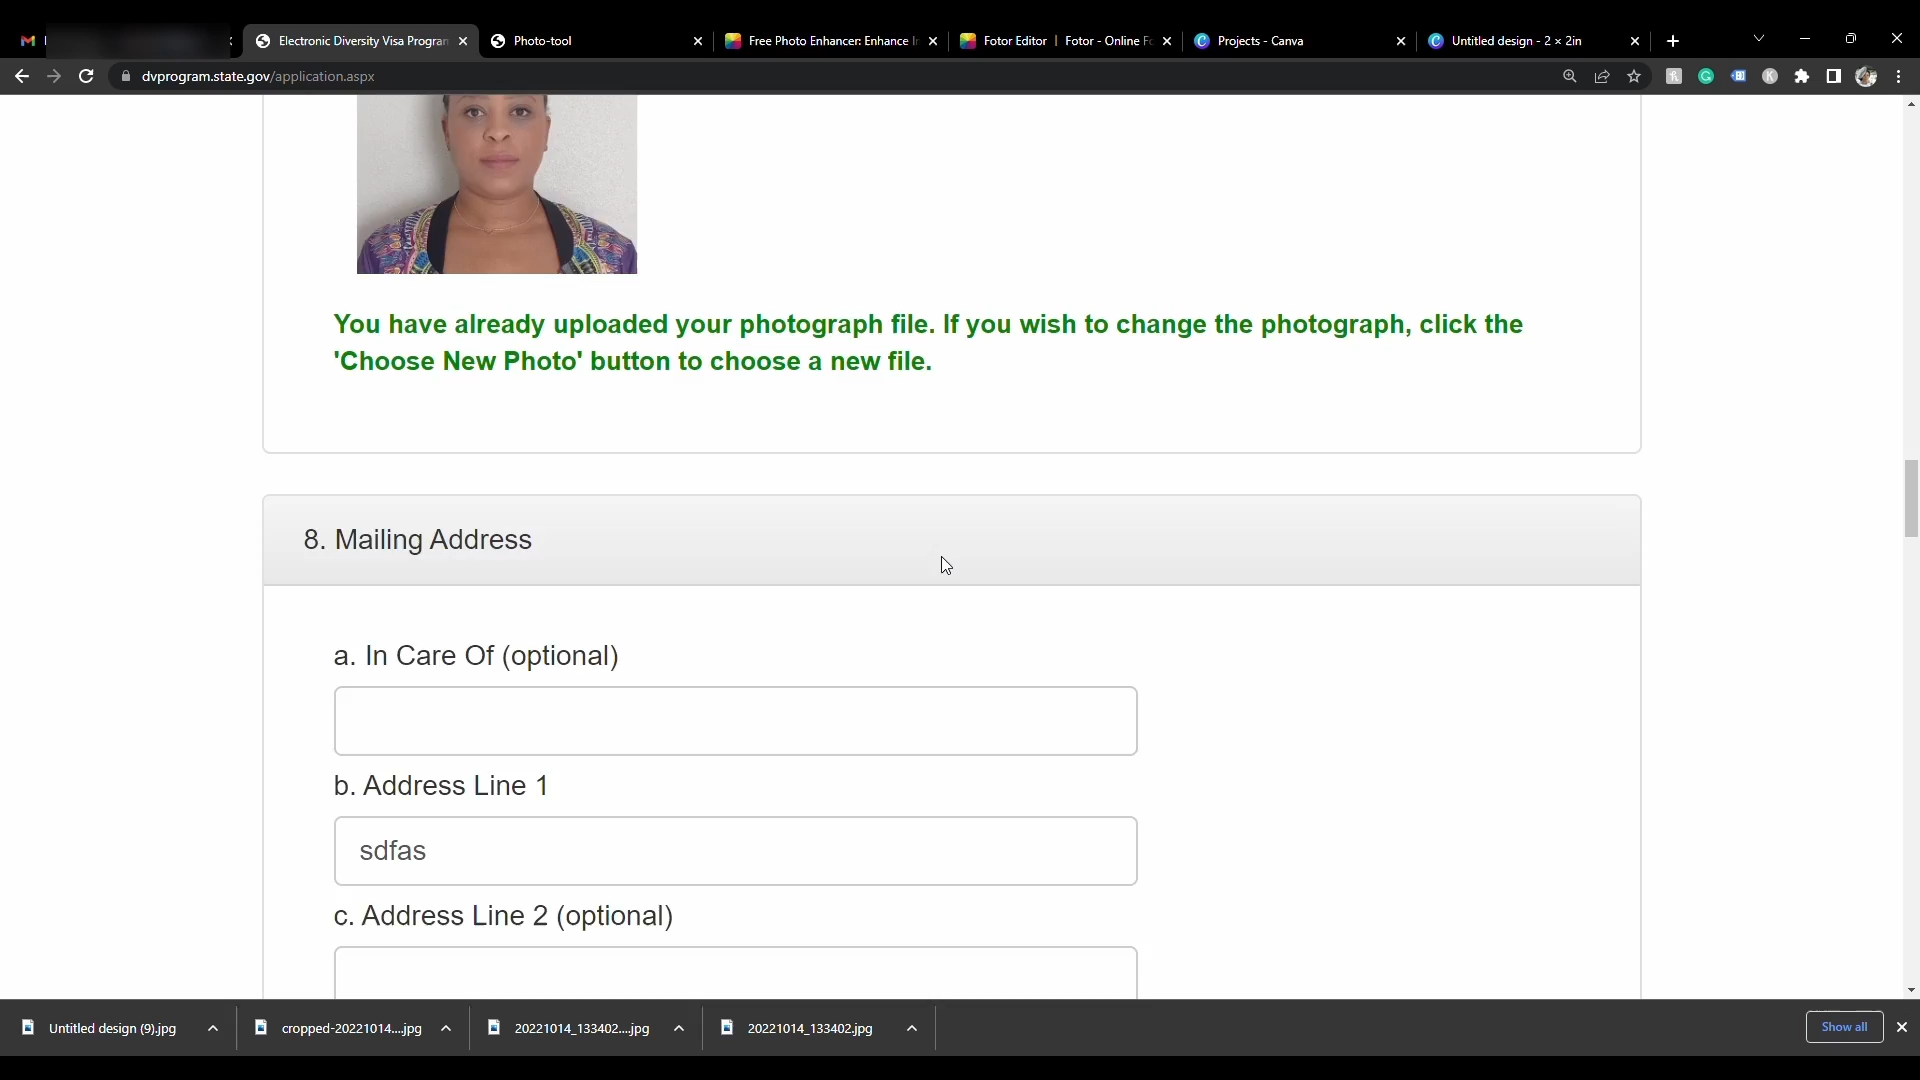 Electronic Diversity Visa Program
Photo-tool
Free Photo Enhancer: Enhance I
Fotor Editor | Fotor - Online Fo
Projects - Canva
Untitled design - 2 × 2in
dvprogram.state.gov/application.aspx
You have already uploaded your photograph file. If you wish to change the photograph, click the
'Choose New Photo' button to choose a new file.
8. Mailing Address
a. In Care Of (optional)
b. Address Line 1
sdfas
c. Address Line 2 (optional)
Untitled design (9).jpg
cropped-20221014....jpg
20221014_133402....jpg
20221014_133402.jpg
Show all